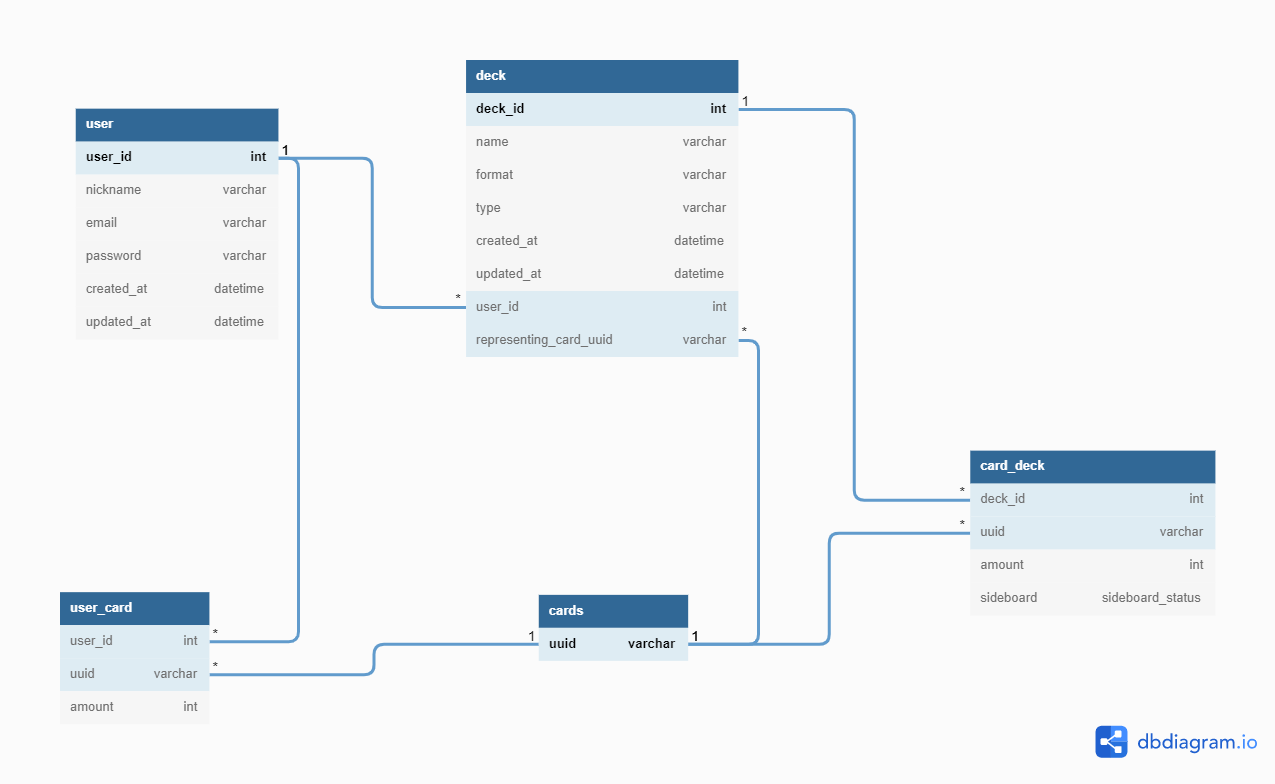 user
user_id int 1
nickname varchar
email varchar
password varchar
created_at datetime
updated_at datetime
deck
deck_id int 1
name varchar
format varchar
type varchar
created_at datetime
updated_at datetime
* user_id int
representing_card_uuid varchar *
card_deck
* deck_id int
* uuid varchar
amount int
sideboard sideboard_status
user_card
user_id int *
uuid varchar *
amount int
cards
1 uuid varchar 1
dbdiagram.io